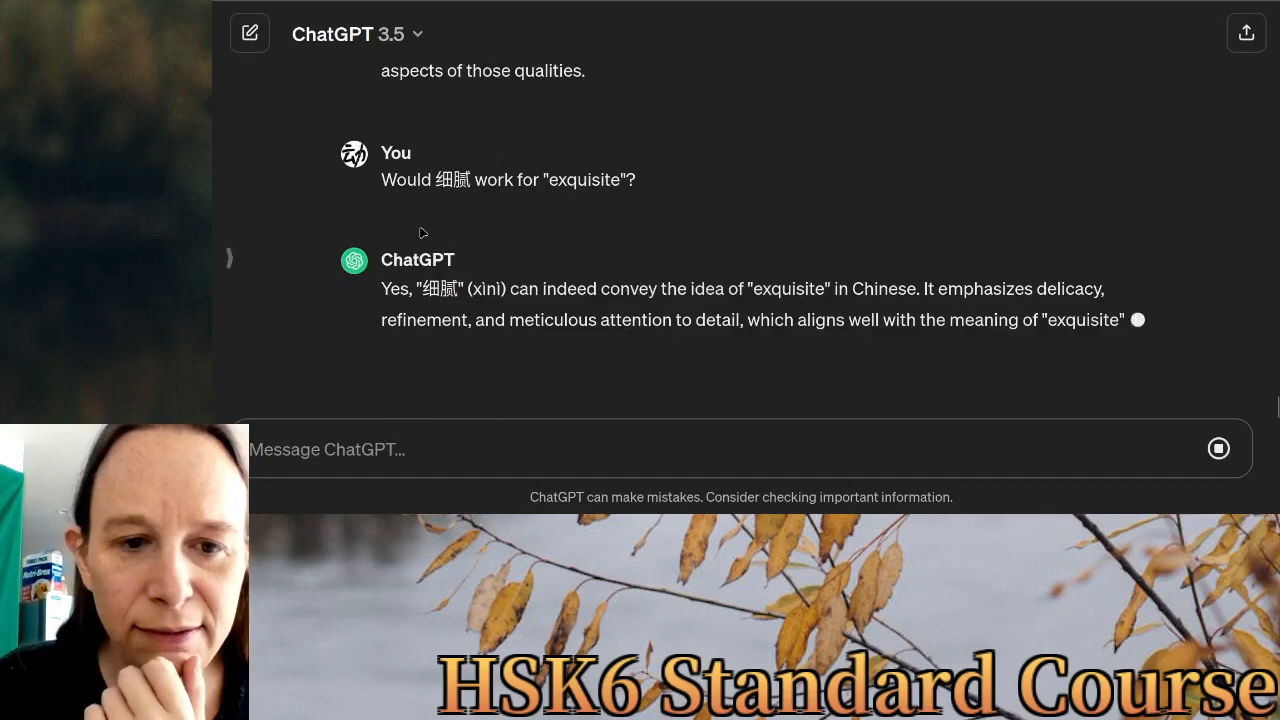 ChatGPT 3.5
aspects of those qualities.
You
Would 细腻 work for "exquisite"?
ChatGPT
Yes, "细腻" (xìnì) can indeed convey the idea of "exquisite" in Chinese. It emphasizes delicacy,
refinement, and meticulous attention to detail, which aligns well with the meaning of "exquisite"
Message ChatGPT...
ChatGPT can make mistakes. Consider checking important information.
HSK6 Standard Course